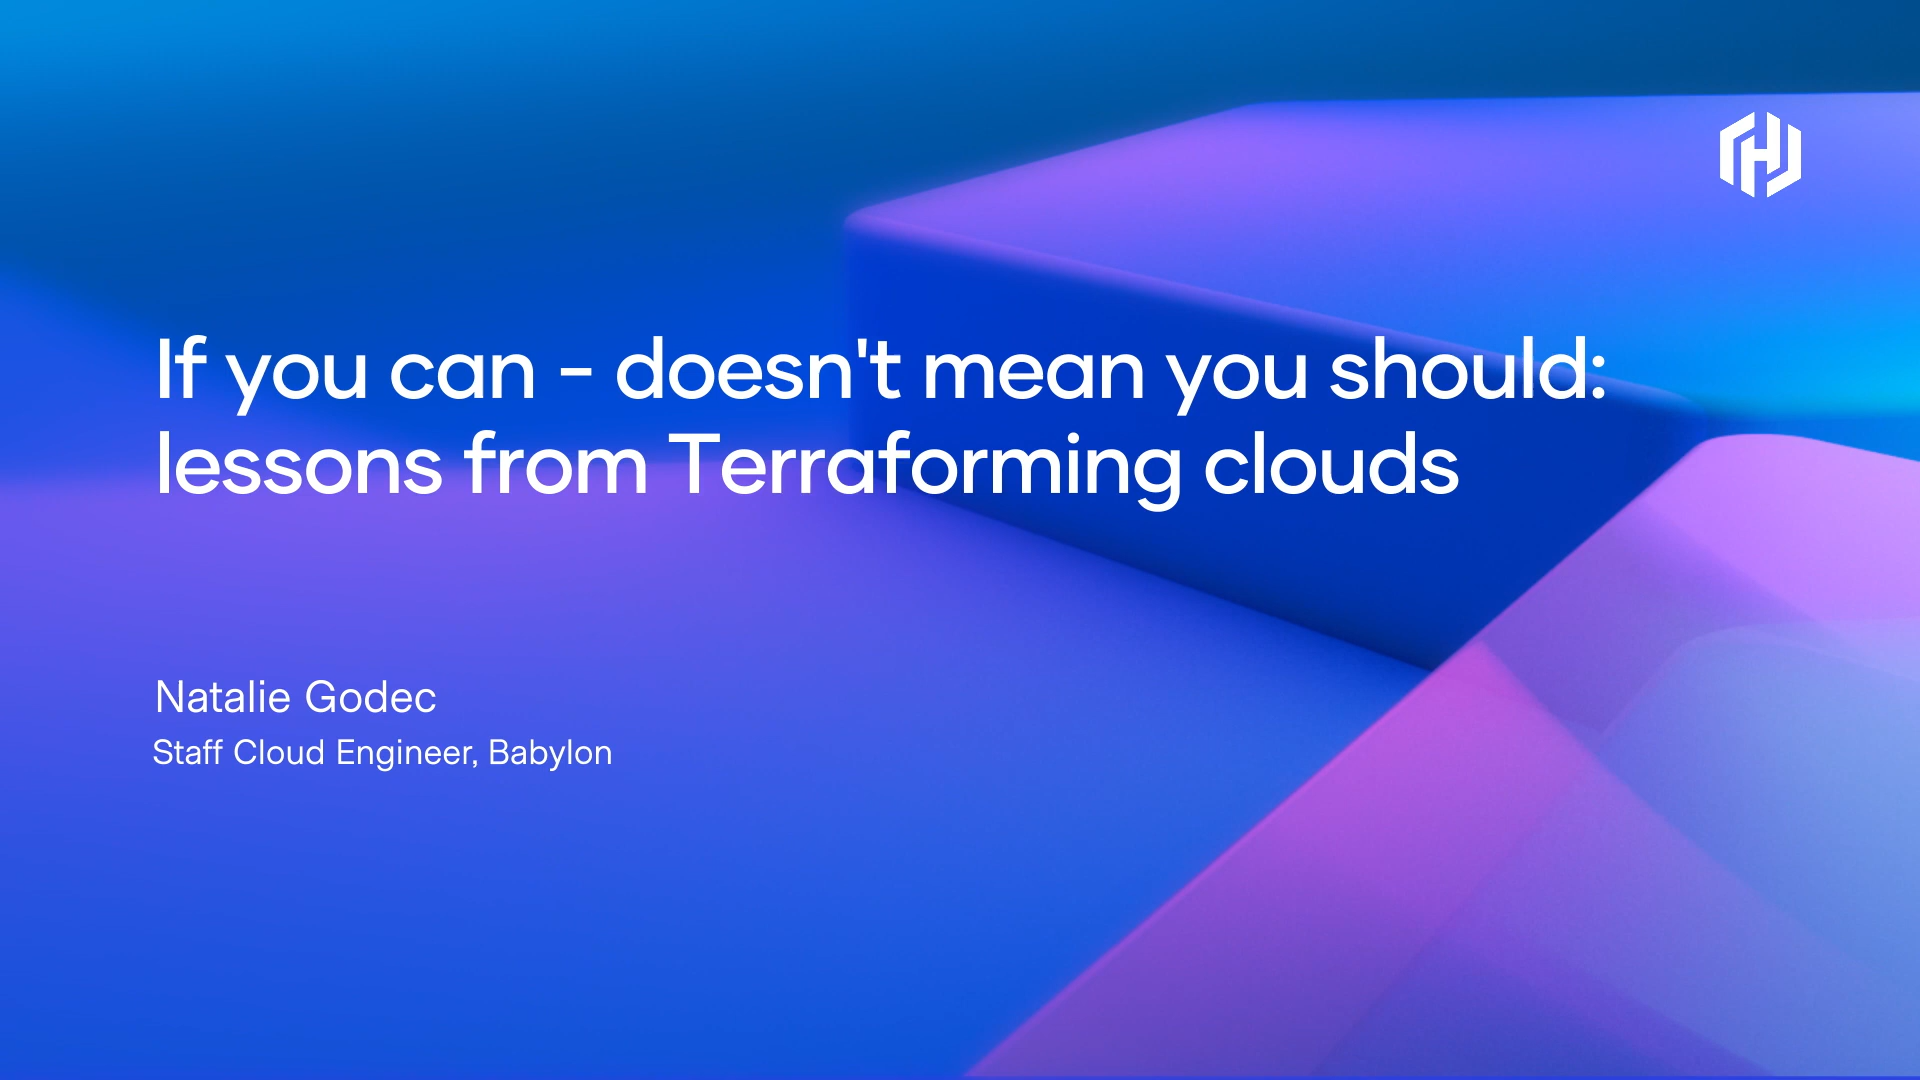 If you can - doesn't mean you should:
lessons from Terraforming clouds
Natalie Godec
Staff Cloud Engineer, Babylon